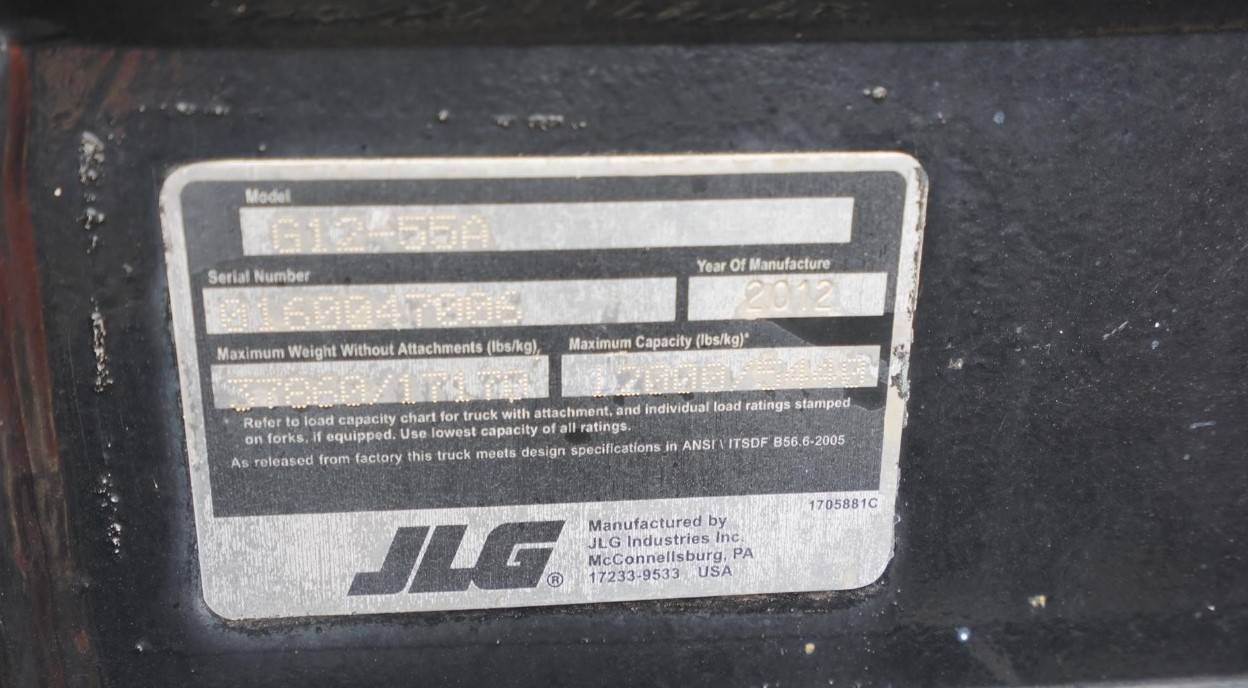 Model
G12-55A
Serial Number
0160047006
Year Of Manufacture
2012
Maximum Weight Without Attachments (lbs/kg)
Maximum Capacity (lbs/kg)*
37860/17170
* Refer to load capacity chart for truck with attachment, and individual load ratings stamped
on forks, if equipped. Use lowest capacity of all ratings.
As released from factory this truck meets design specifications in ANSI \ ITSDF B56.6-2005
1705881C
JLG®
Manufactured by
JLG Industries Inc.
McConnellsburg, PA
17233-9533 USA